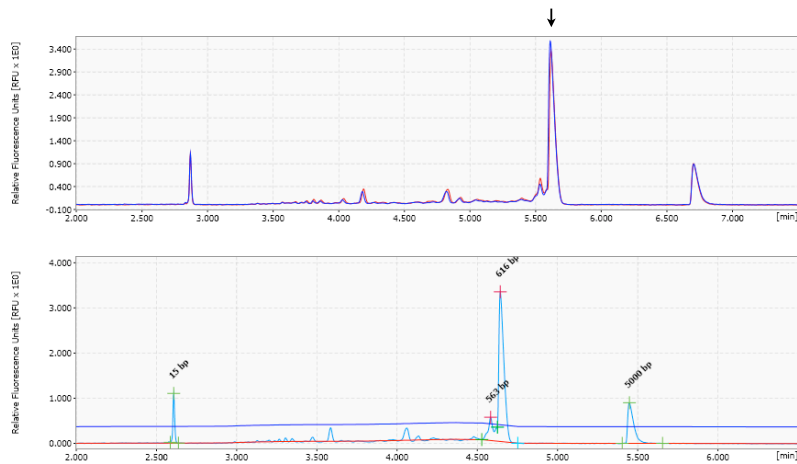 Relative Fluorescence Units [RFU x 1E0]
3.400
2.900
2.400
1.900
1.400
0.900
0.400
-0.100
2.000 2.500 3.000 3.500 4.000 4.500 5.000 5.500 6.000 6.500 7.000 [min]
Relative Fluorescence Units [RFU x 1E0]
4.000
3.000
2.000
1.000
0.000
15 bp
563 bp
616 bp
5000 bp
2.000 2.500 3.000 3.500 4.000 4.500 5.000 5.500 6.000 [min]